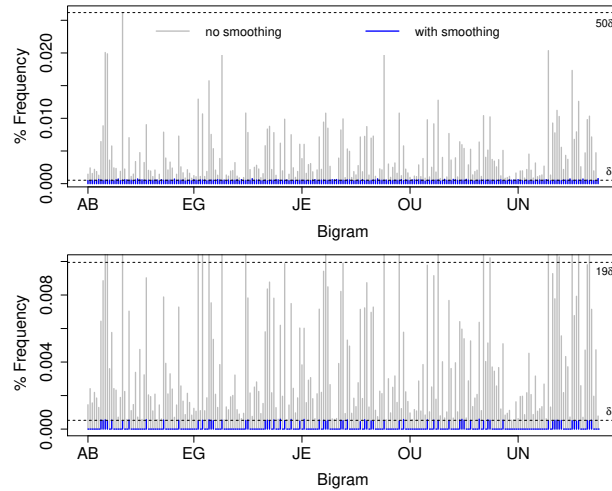 no smoothing
with smoothing
50δ
δ
% Frequency
0.000
0.010
0.020
AB
EG
JE
OU
UN
Bigram
19δ
δ
% Frequency
0.000
0.004
0.008
AB
EG
JE
OU
UN
Bigram